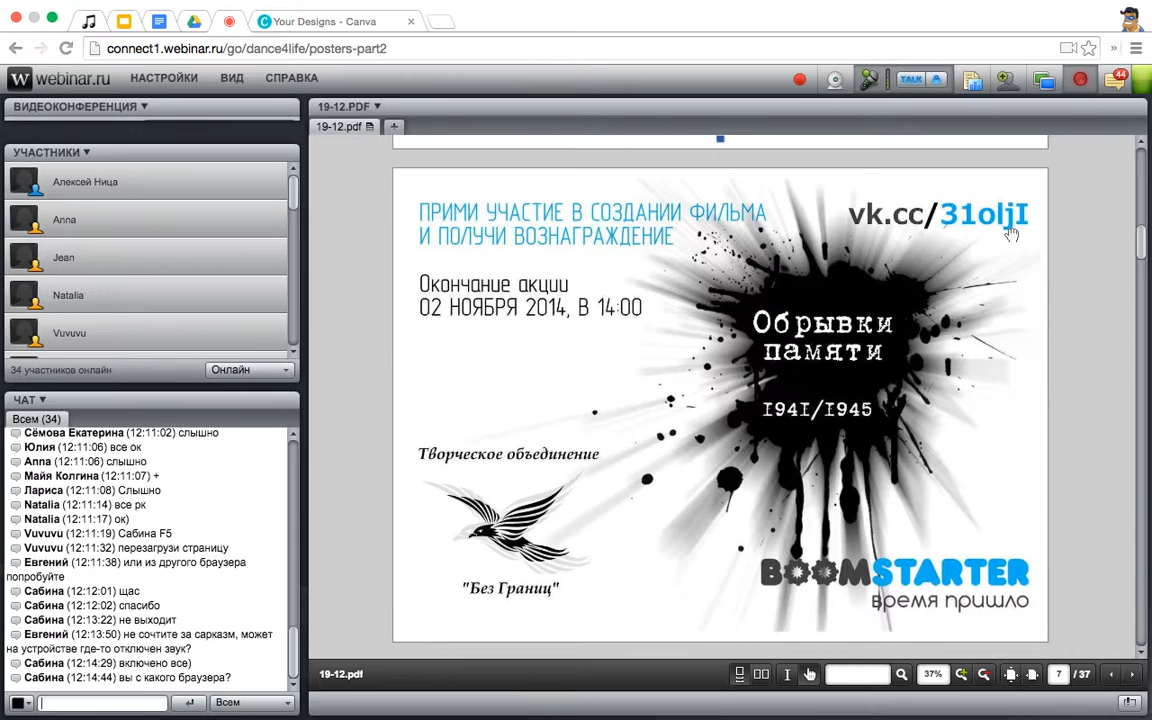 Your Designs - Canva
connect1.webinar.ru/go/dance4life/posters-part2
webinar.ru
НАСТРОЙКИ
ВИД
СПРАВКА
TALK
44
ВИДЕОКОНФЕРЕНЦИЯ
УЧАСТНИКИ
Алексей Ница
Anna
Jean
Natalia
Vuvuvu
34 участников онлайн
Онлайн
ЧАТ
Всем (34)
Сёмова Екатерина (12:11:02) слышно
Юлия (12:11:06) все ок
Anna (12:11:06) слышно
Майя Колгина (12:11:07) +
Лариса (12:11:08) Слышно
Natalia (12:11:14) все рк
Natalia (12:11:17) ок)
Vuvuvu (12:11:19) Сабина F5
Vuvuvu (12:11:32) перезагрузи страницу
Евгений (12:11:38) или из другого браузера
попробуйте
Сабина (12:12:01) щас
Сабина (12:12:02) спасибо
Сабина (12:13:22) не выходит
Евгений (12:13:50) не сочтите за сарказм, может
на устройстве где-то отключен звук?
Сабина (12:14:29) включено все)
Сабина (12:14:44) вы с какого браузера?
Всем
19-12.PDF
19-12.pdf
ПРИМИ УЧАСТИЕ В СОЗДАНИИ ФИЛЬМА
И ПОЛУЧИ ВОЗНАГРАЖДЕНИЕ
vk.cc/31oljI
Окончание акции
02 НОЯБРЯ 2014, В 14:00
Обрывки
памяти
1941/1945
Творческое объединение
"Без Границ"
BOOMSTARTER
время пришло
19-12.pdf
37%
7 / 37